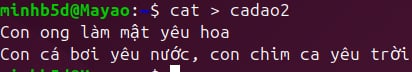 minhb5d@Mayao:~$ cat > cadao2
Con ong làm mật yêu hoa
Con cá bơi yêu nước, con chim ca yêu trời